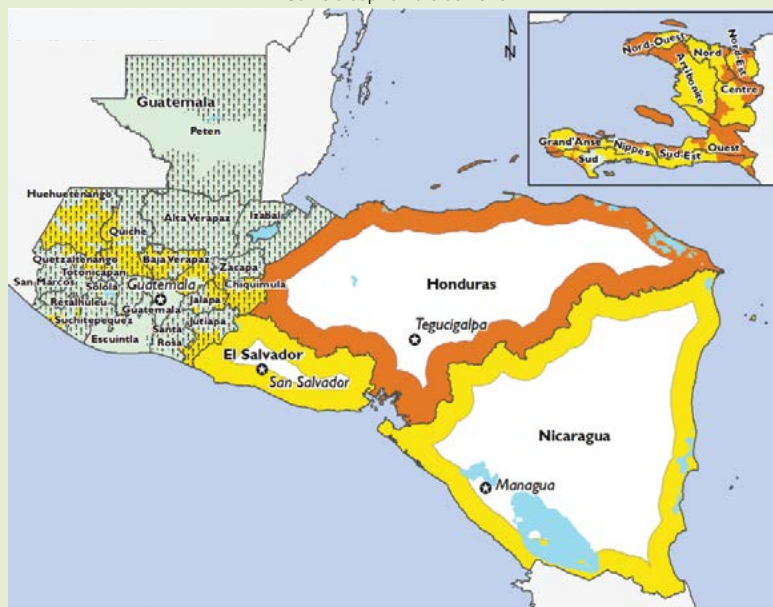 N
Guatemala
Peten
Huehuetenango
Quiche
Alta Verapaz
Izabal
Quetzaltenango
Totonicapan
Baja Verapaz
Zacapa
San Marcos
Solola
Guatemala
Chiquimula
Retalhuleu
Guatemala
Jalapa
Suchitepequez
Jutiapa
Escuintla
Santa
Rosa
El Salvador
San Salvador
Honduras
Tegucigalpa
Nicaragua
Managua
Nord-Ouest
Nord
Nord-Est
Artibonite
Centre
Grand'Anse
Nippes
Sud-Est
Ouest
Sud